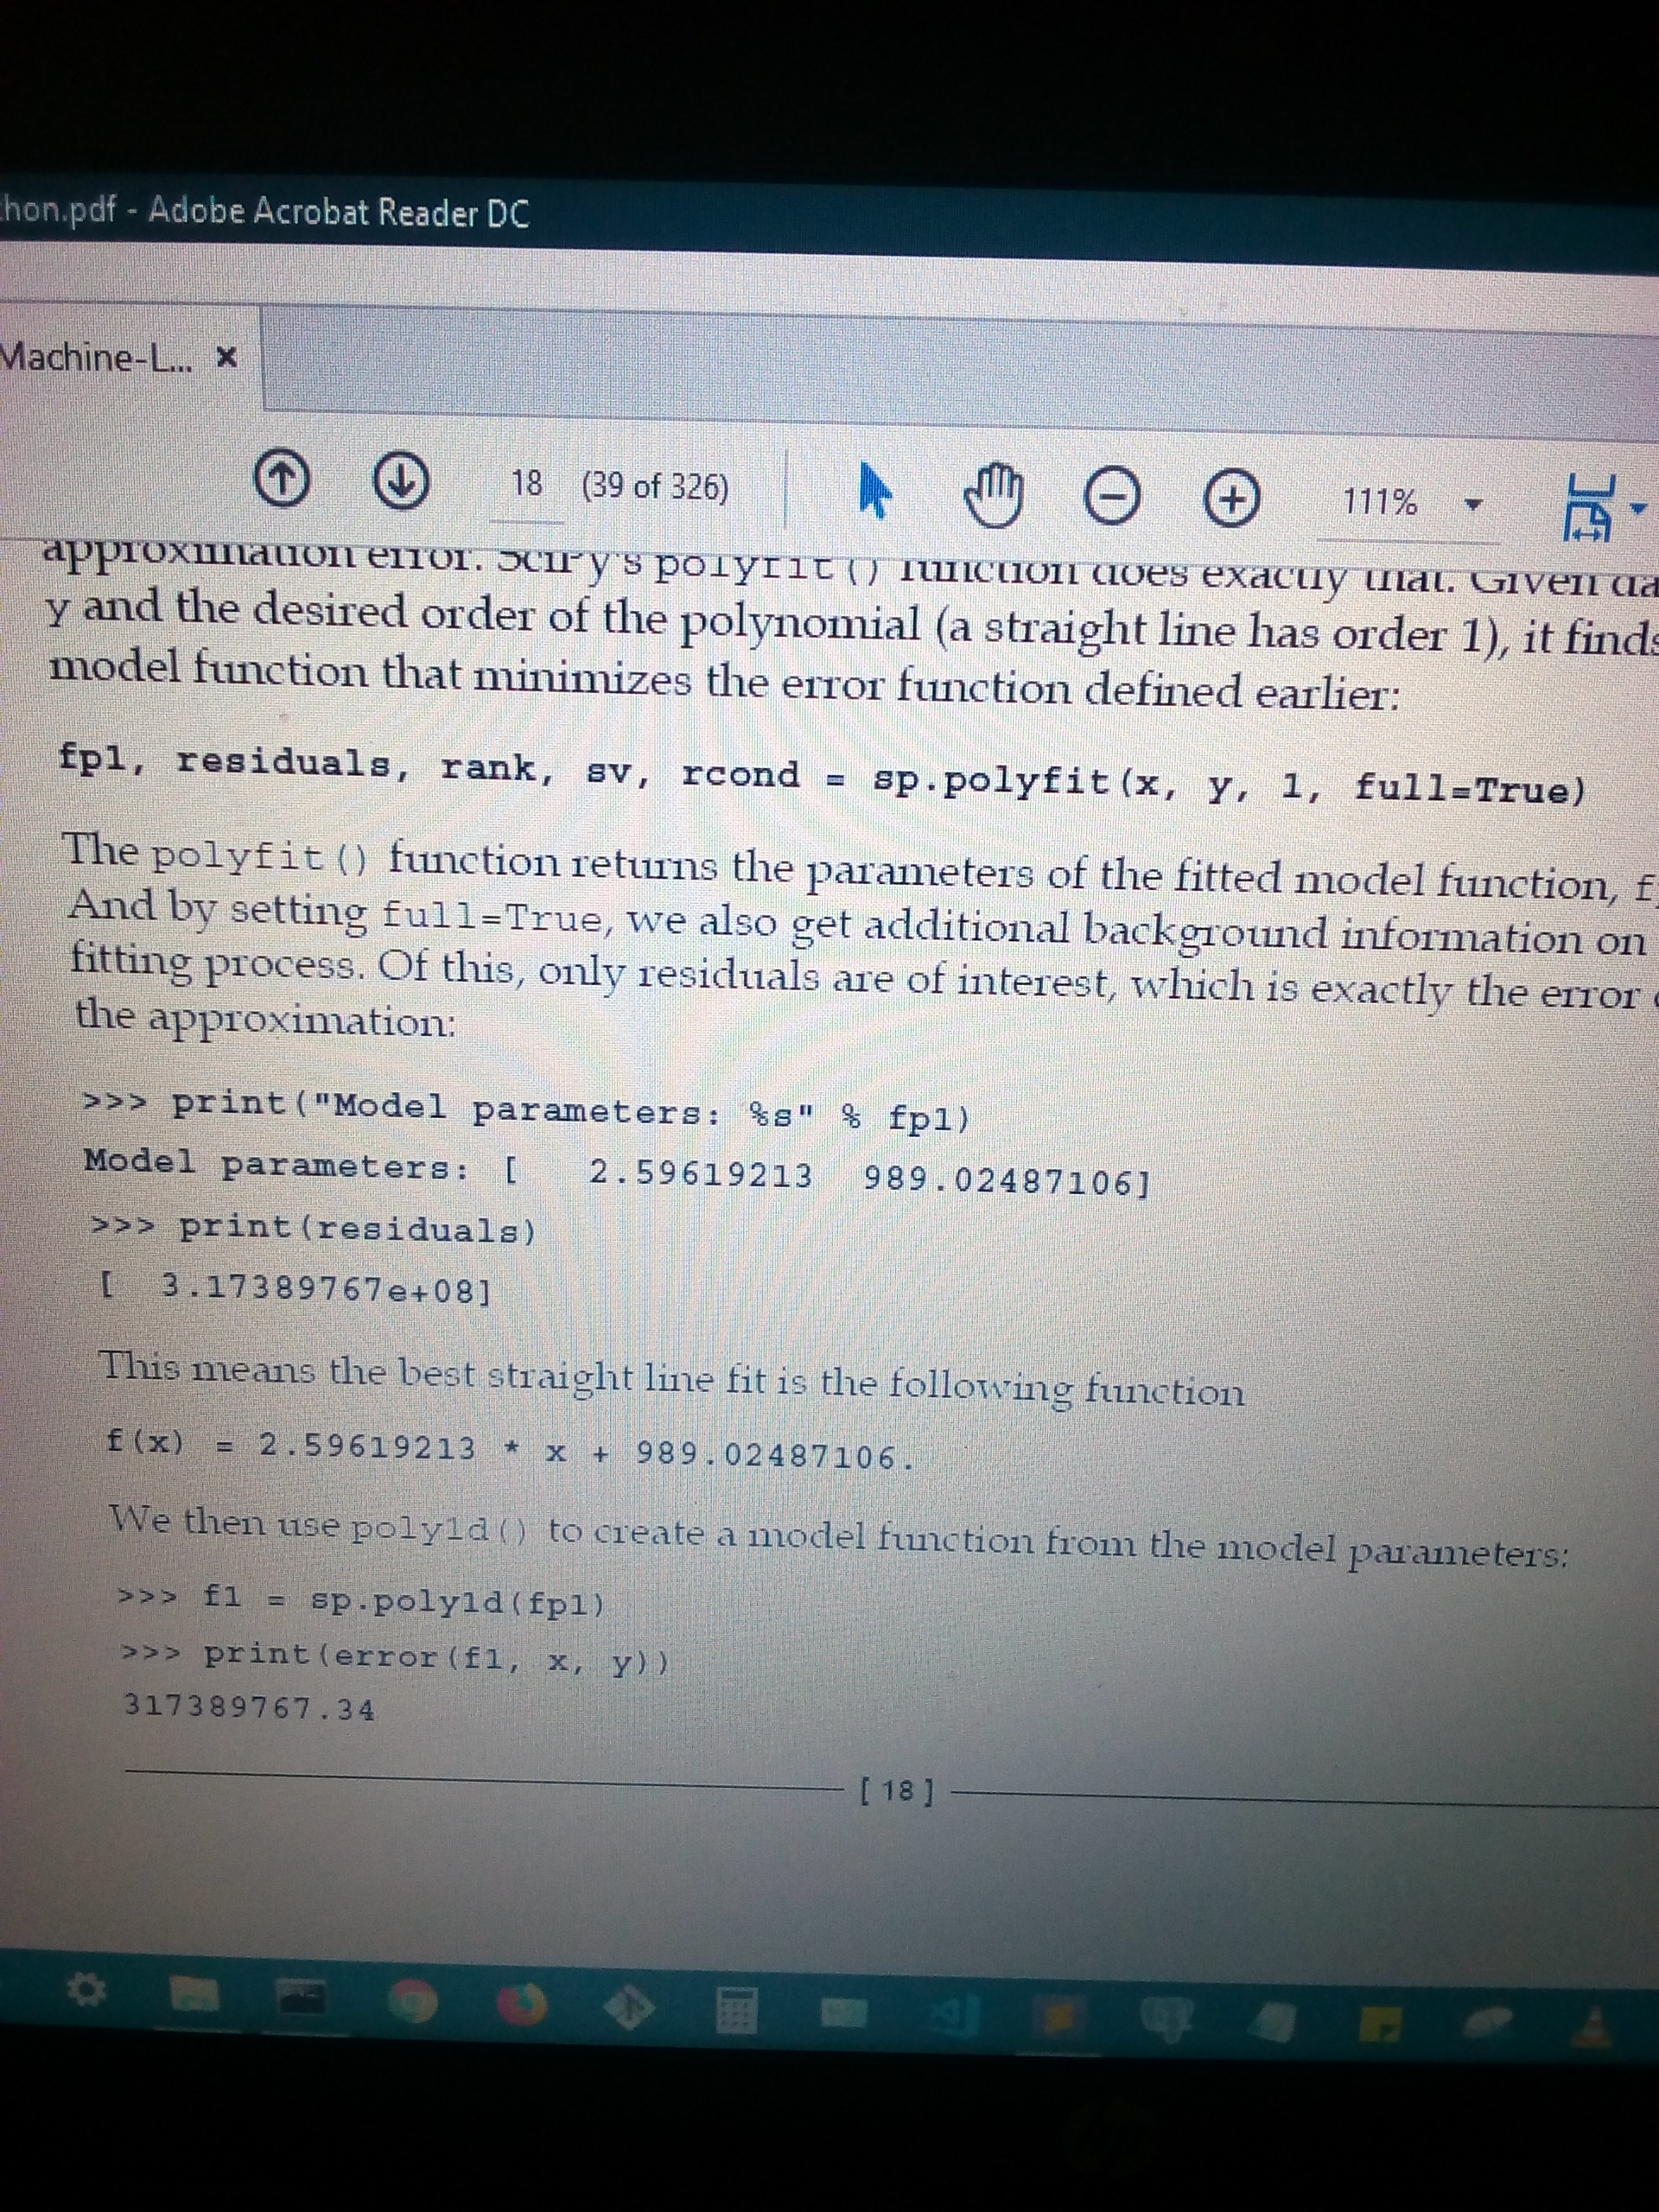 hon.pdf - Adobe Acrobat Reader DC
Machine-L... ×
18 (39 of 326) 111%
approximation error. SciPy's polyfit() function does exactly that. Given
y and the desired order of the polynomial (a straight line has order 1), it finds
model function that minimizes the error function defined earlier:
fp1, residuals, rank, sv, rcond = sp.polyfit(x, y, 1, full=True)
The polyfit() function returns the parameters of the fitted model function,
And by setting full=True, we also get additional background information on
fitting process. Of this, only residuals are of interest, which is exactly the error
the approximation:
>>> print("Model parameters: %s" % fp1)
Model parameters: [   2.59619213  989.02487106]
>>> print(residuals)
[  3.17389767e+08]
This means the best straight line fit is the following function
f(x) = 2.59619213 * x + 989.02487106.
We then use poly1d() to create a model function from the model parameters:
>>> f1 = sp.poly1d(fp1)
>>> print(error(f1, x, y))
317389767.34
[ 18 ]